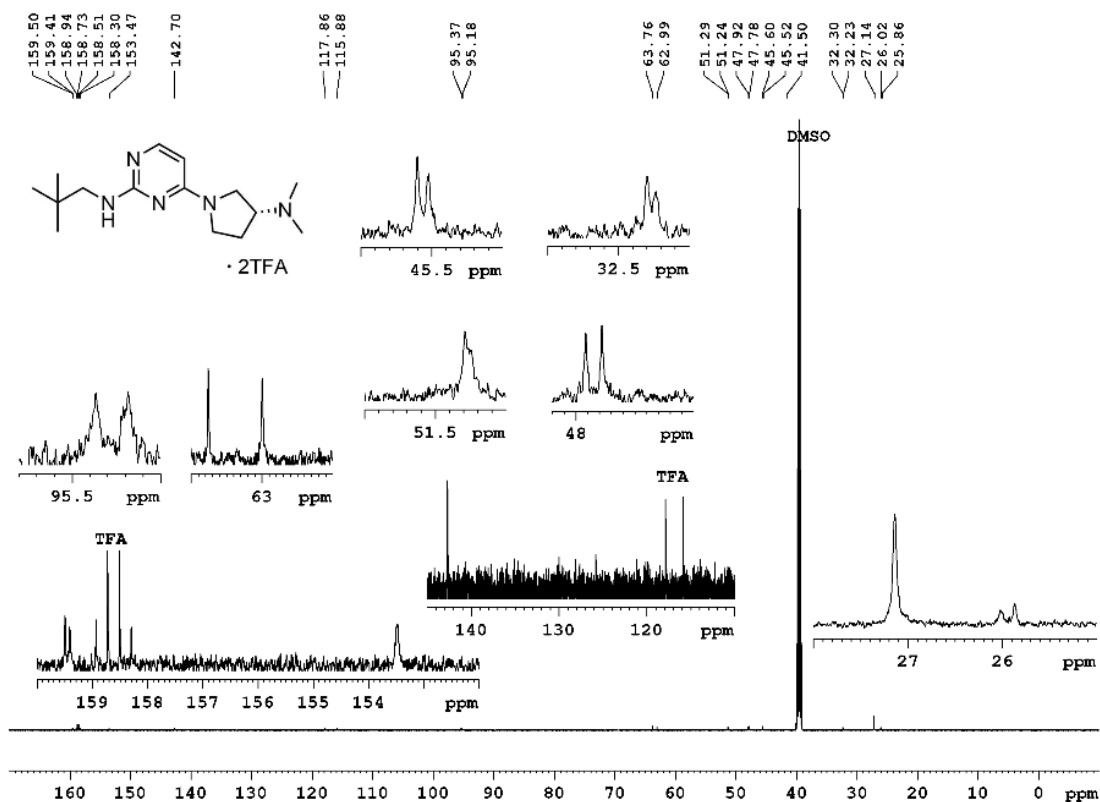 159.50
159.41
158.94
158.73
158.51
158.30
153.47
142.70
117.86
115.88
95.37
95.18
63.76
62.99
51.29
51.24
47.92
47.78
45.60
45.52
41.50
32.30
32.23
27.14
26.02
25.86
DMSO
N
N
H
N
N
N
· 2TFA
45.5 ppm
32.5 ppm
51.5 ppm
48 ppm
95.5 ppm
63 ppm
TFA
TFA
140 130 120 ppm
27 26 ppm
159 158 157 156 155 154 ppm
160 150 140 130 120 110 100 90 80 70 60 50 40 30 20 10 0 ppm